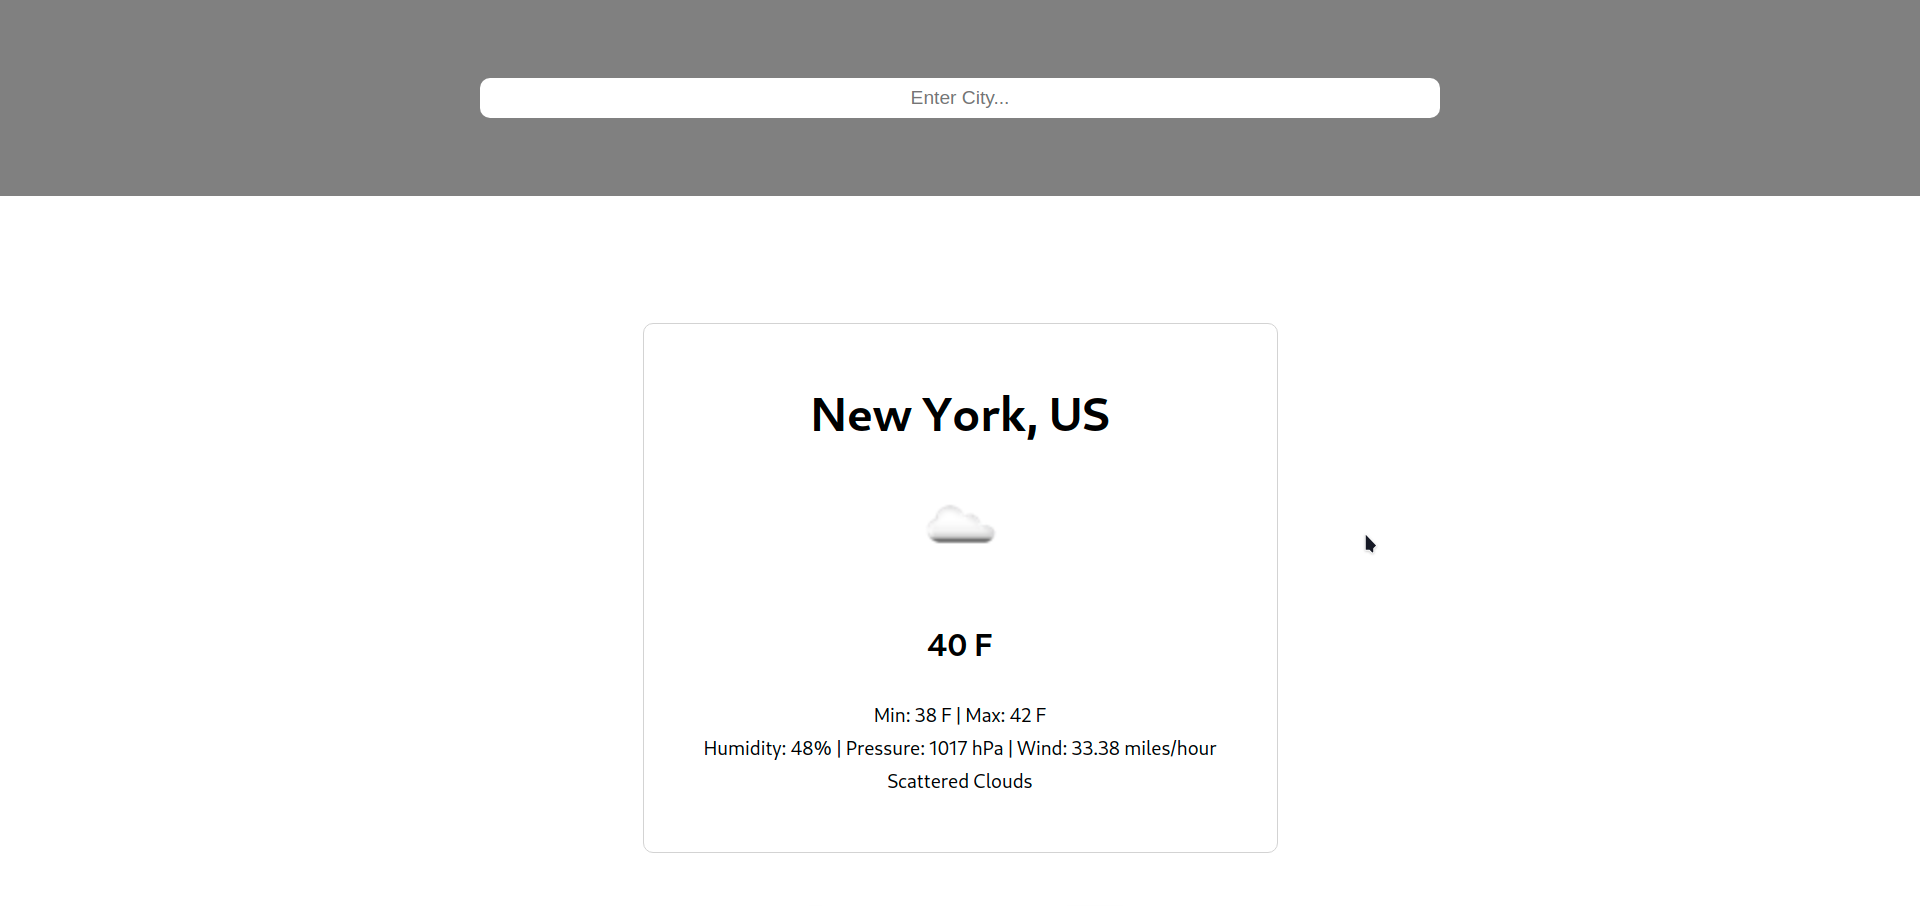 Enter City...
New York, US
40 F
Min: 38 F | Max: 42 F
Humidity: 48% | Pressure: 1017 hPa | Wind: 33.38 miles/hour
Scattered Clouds